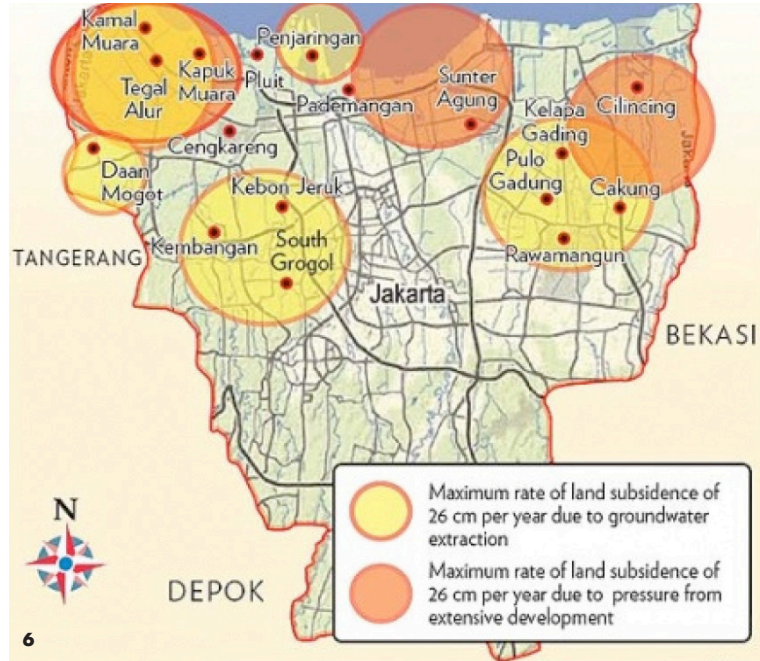 Kamal
Muara
Tegal
Alur
Kapuk
Muara
Pluit
Penjaringan
Pademangan
Sunter
Agung
Kelapa
Gading
Cilincing
Cengkareng
Daan
Mogot
Kebon Jeruk
Pulo
Gadung
Cakung
Kembangan
South
Grogol
Rawamangun
TANGERANG
Jakarta
BEKASI
Maximum rate of land subsidence of
26 cm per year due to groundwater
extraction
Maximum rate of land subsidence of
26 cm per year due to pressure from
extensive development
N
DEPOK
6